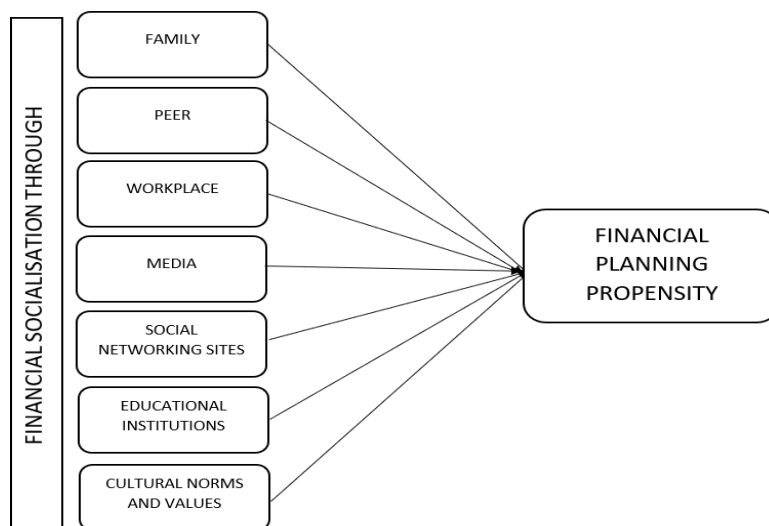 FINANCIAL SOCIALISATION THROUGH
FAMILY
PEER
WORKPLACE
MEDIA
SOCIAL
NETWORKING SITES
EDUCATIONAL
INSTITUTIONS
CULTURAL NORMS
AND VALUES
FINANCIAL
PLANNING
PROPENSITY